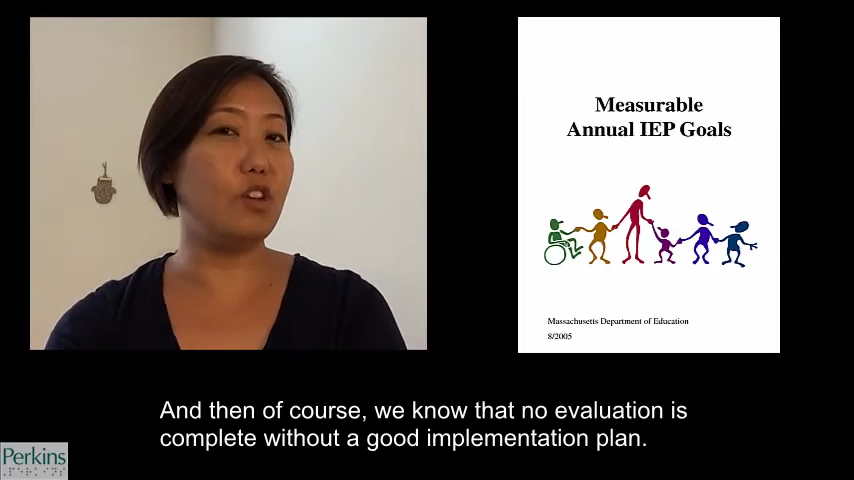 Measurable
Annual IEP Goals
Massachusetts Department of Education
8/2005
And then of course, we know that no evaluation is
complete without a good implementation plan.
Perkins